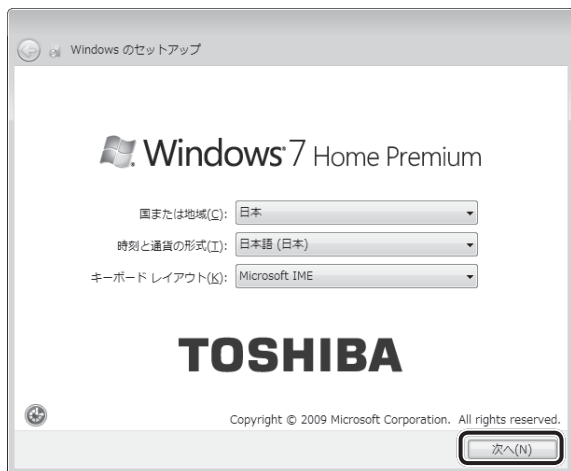 Windows のセットアップ
Windows 7 Home Premium
国または地域(C): 日本
時刻と通貨の形式(T): 日本語 (日本)
キーボード レイアウト(K): Microsoft IME
TOSHIBA
Copyright © 2009 Microsoft Corporation. All rights reserved.
次へ(N)